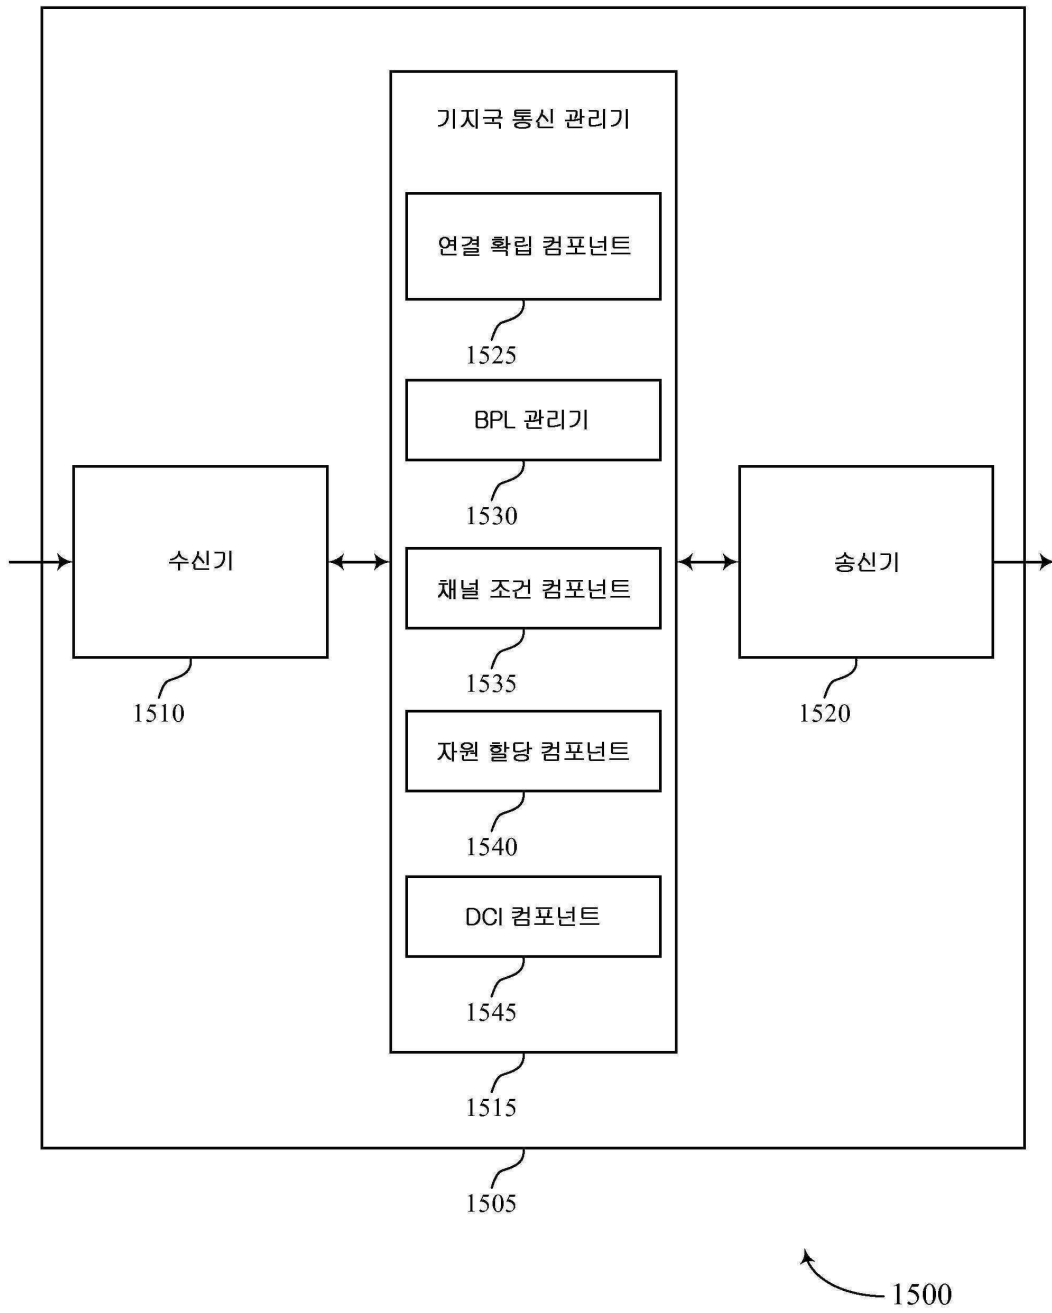 기지국 통신 관리기
연결 확립 컴포넌트
1525
BPL 관리기
1530
수신기
1510
채널 조건 컴포넌트
1535
송신기
1520
자원 할당 컴포넌트
1540
DCI 컴포넌트
1545
1515
1505
1500